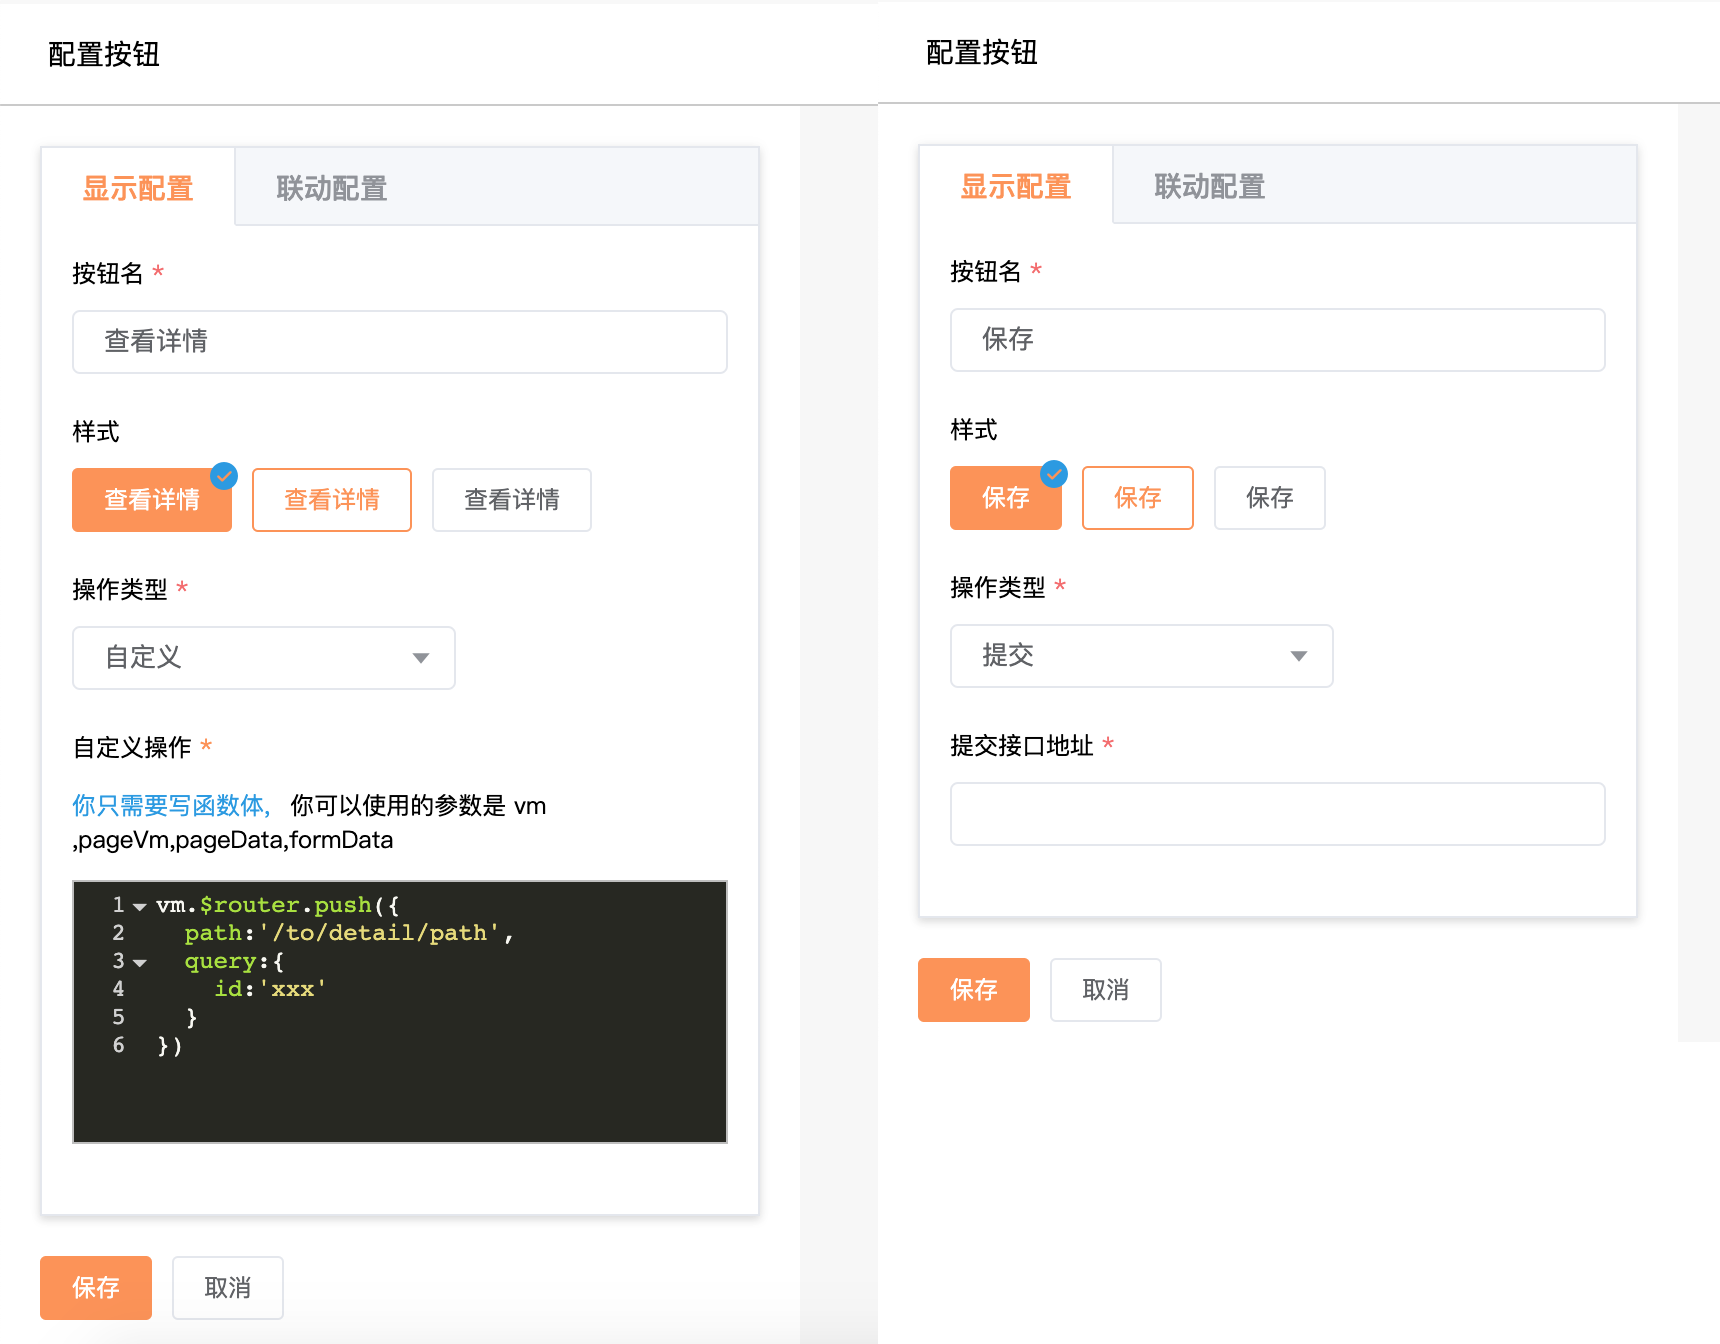 配置按钮
显示配置
联动配置
按钮名 *
查看详情
样式
查看详情
查看详情
查看详情
操作类型 *
自定义
自定义操作 *
你只需要写函数体, 你可以使用的参数是 vm
,pageVm,pageData,formData
1 vm.$router.push({
2   path:'/to/detail/path',
3   query:{
4     id:'xxx'
5   }
6 })
保存
取消
配置按钮
显示配置
联动配置
按钮名 *
保存
样式
保存
保存
保存
操作类型 *
提交
提交接口地址 *
保存
取消